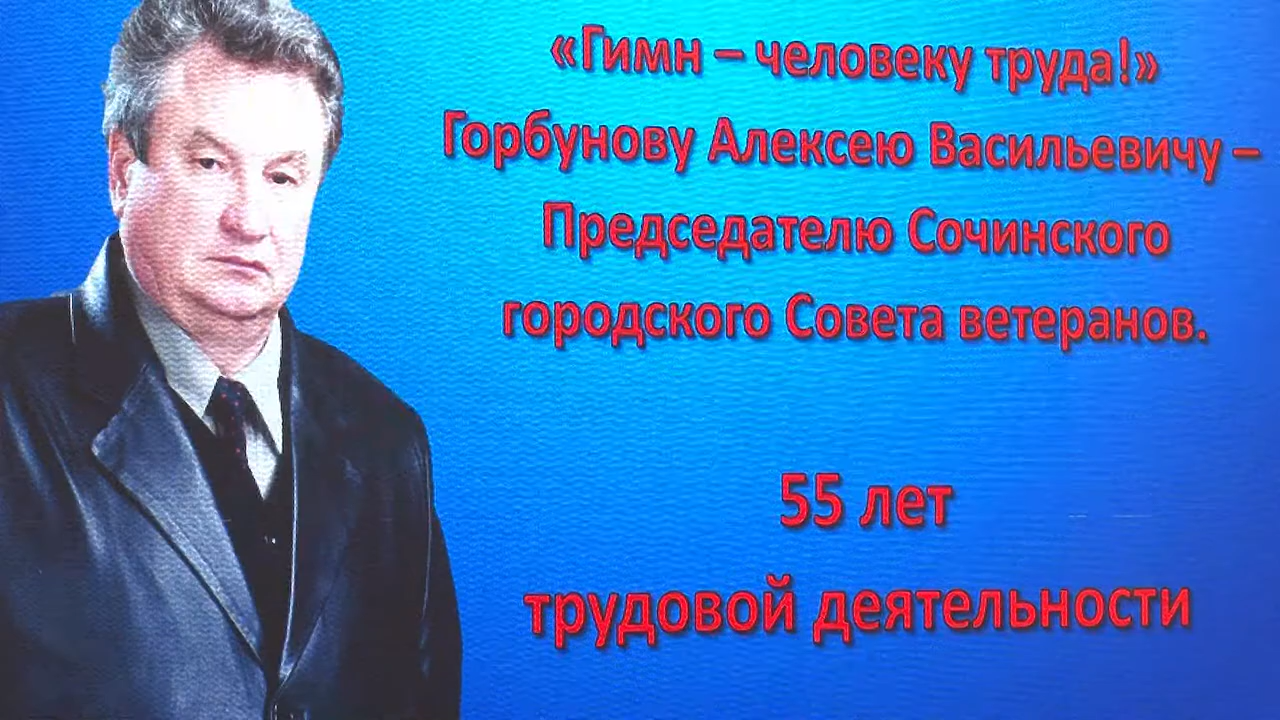 «Гимн – человеку труда!»
Горбунову Алексею Васильевичу –
Председателю Сочинского
городского Совета ветеранов.
55 лет
трудовой деятельности